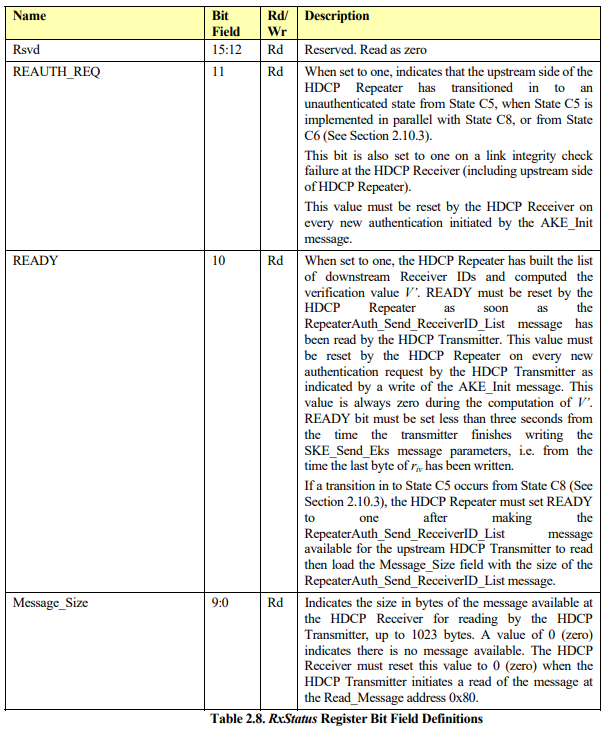 Name Bit Field Rd/ Wr Description
Rsvd 15:12 Rd Reserved. Read as zero
REAUTH_REQ 11 Rd When set to one, indicates that the upstream side of the
HDCP Repeater has transitioned in to an
unauthenticated state from State C5, when State C5 is
implemented in parallel with State C8, or from State
C6 (See Section 2.10.3).
This bit is also set to one on a link integrity check
failure at the HDCP Receiver (including upstream side
of HDCP Repeater).
This value must be reset by the HDCP Receiver on
every new authentication initiated by the AKE_Init
message.
READY 10 Rd When set to one, the HDCP Repeater has built the list
of downstream Receiver IDs and computed the
verification value V'. READY must be reset by the
HDCP Repeater as soon as the
RepeaterAuth_Send_ReceiverID_List message has
been read by the HDCP Transmitter. This value must
be reset by the HDCP Repeater on every new
authentication request by the HDCP Transmitter as
indicated by a write of the AKE_Init message. This
value is always zero during the computation of V'.
READY bit must be set less than three seconds from
the time the transmitter finishes writing the
SKE_Send_Eks message parameters, i.e. from the
time the last byte of riv has been written.
If a transition in to State C5 occurs from State C8 (See
Section 2.10.3), the HDCP Repeater must set READY
to one after making the
RepeaterAuth_Send_ReceiverID_List message
available for the upstream HDCP Transmitter to read
then load the Message_Size field with the size of the
RepeaterAuth_Send_ReceiverID_List message.
Message_Size 9:0 Rd Indicates the size in bytes of the message available at
the HDCP Receiver for reading by the HDCP
Transmitter, up to 1023 bytes. A value of 0 (zero)
indicates there is no message available. The HDCP
Receiver must reset this value to 0 (zero) when the
HDCP Transmitter initiates a read of the message at
the Read_Message address 0x80.
Table 2.8. RxStatus Register Bit Field Definitions